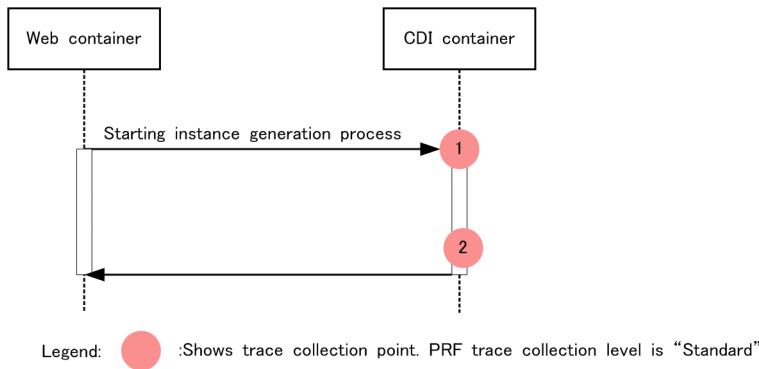 Web container
CDI container
Starting instance generation process
1
2
Legend: :Shows trace collection point. PRF trace collection level is “Standard”